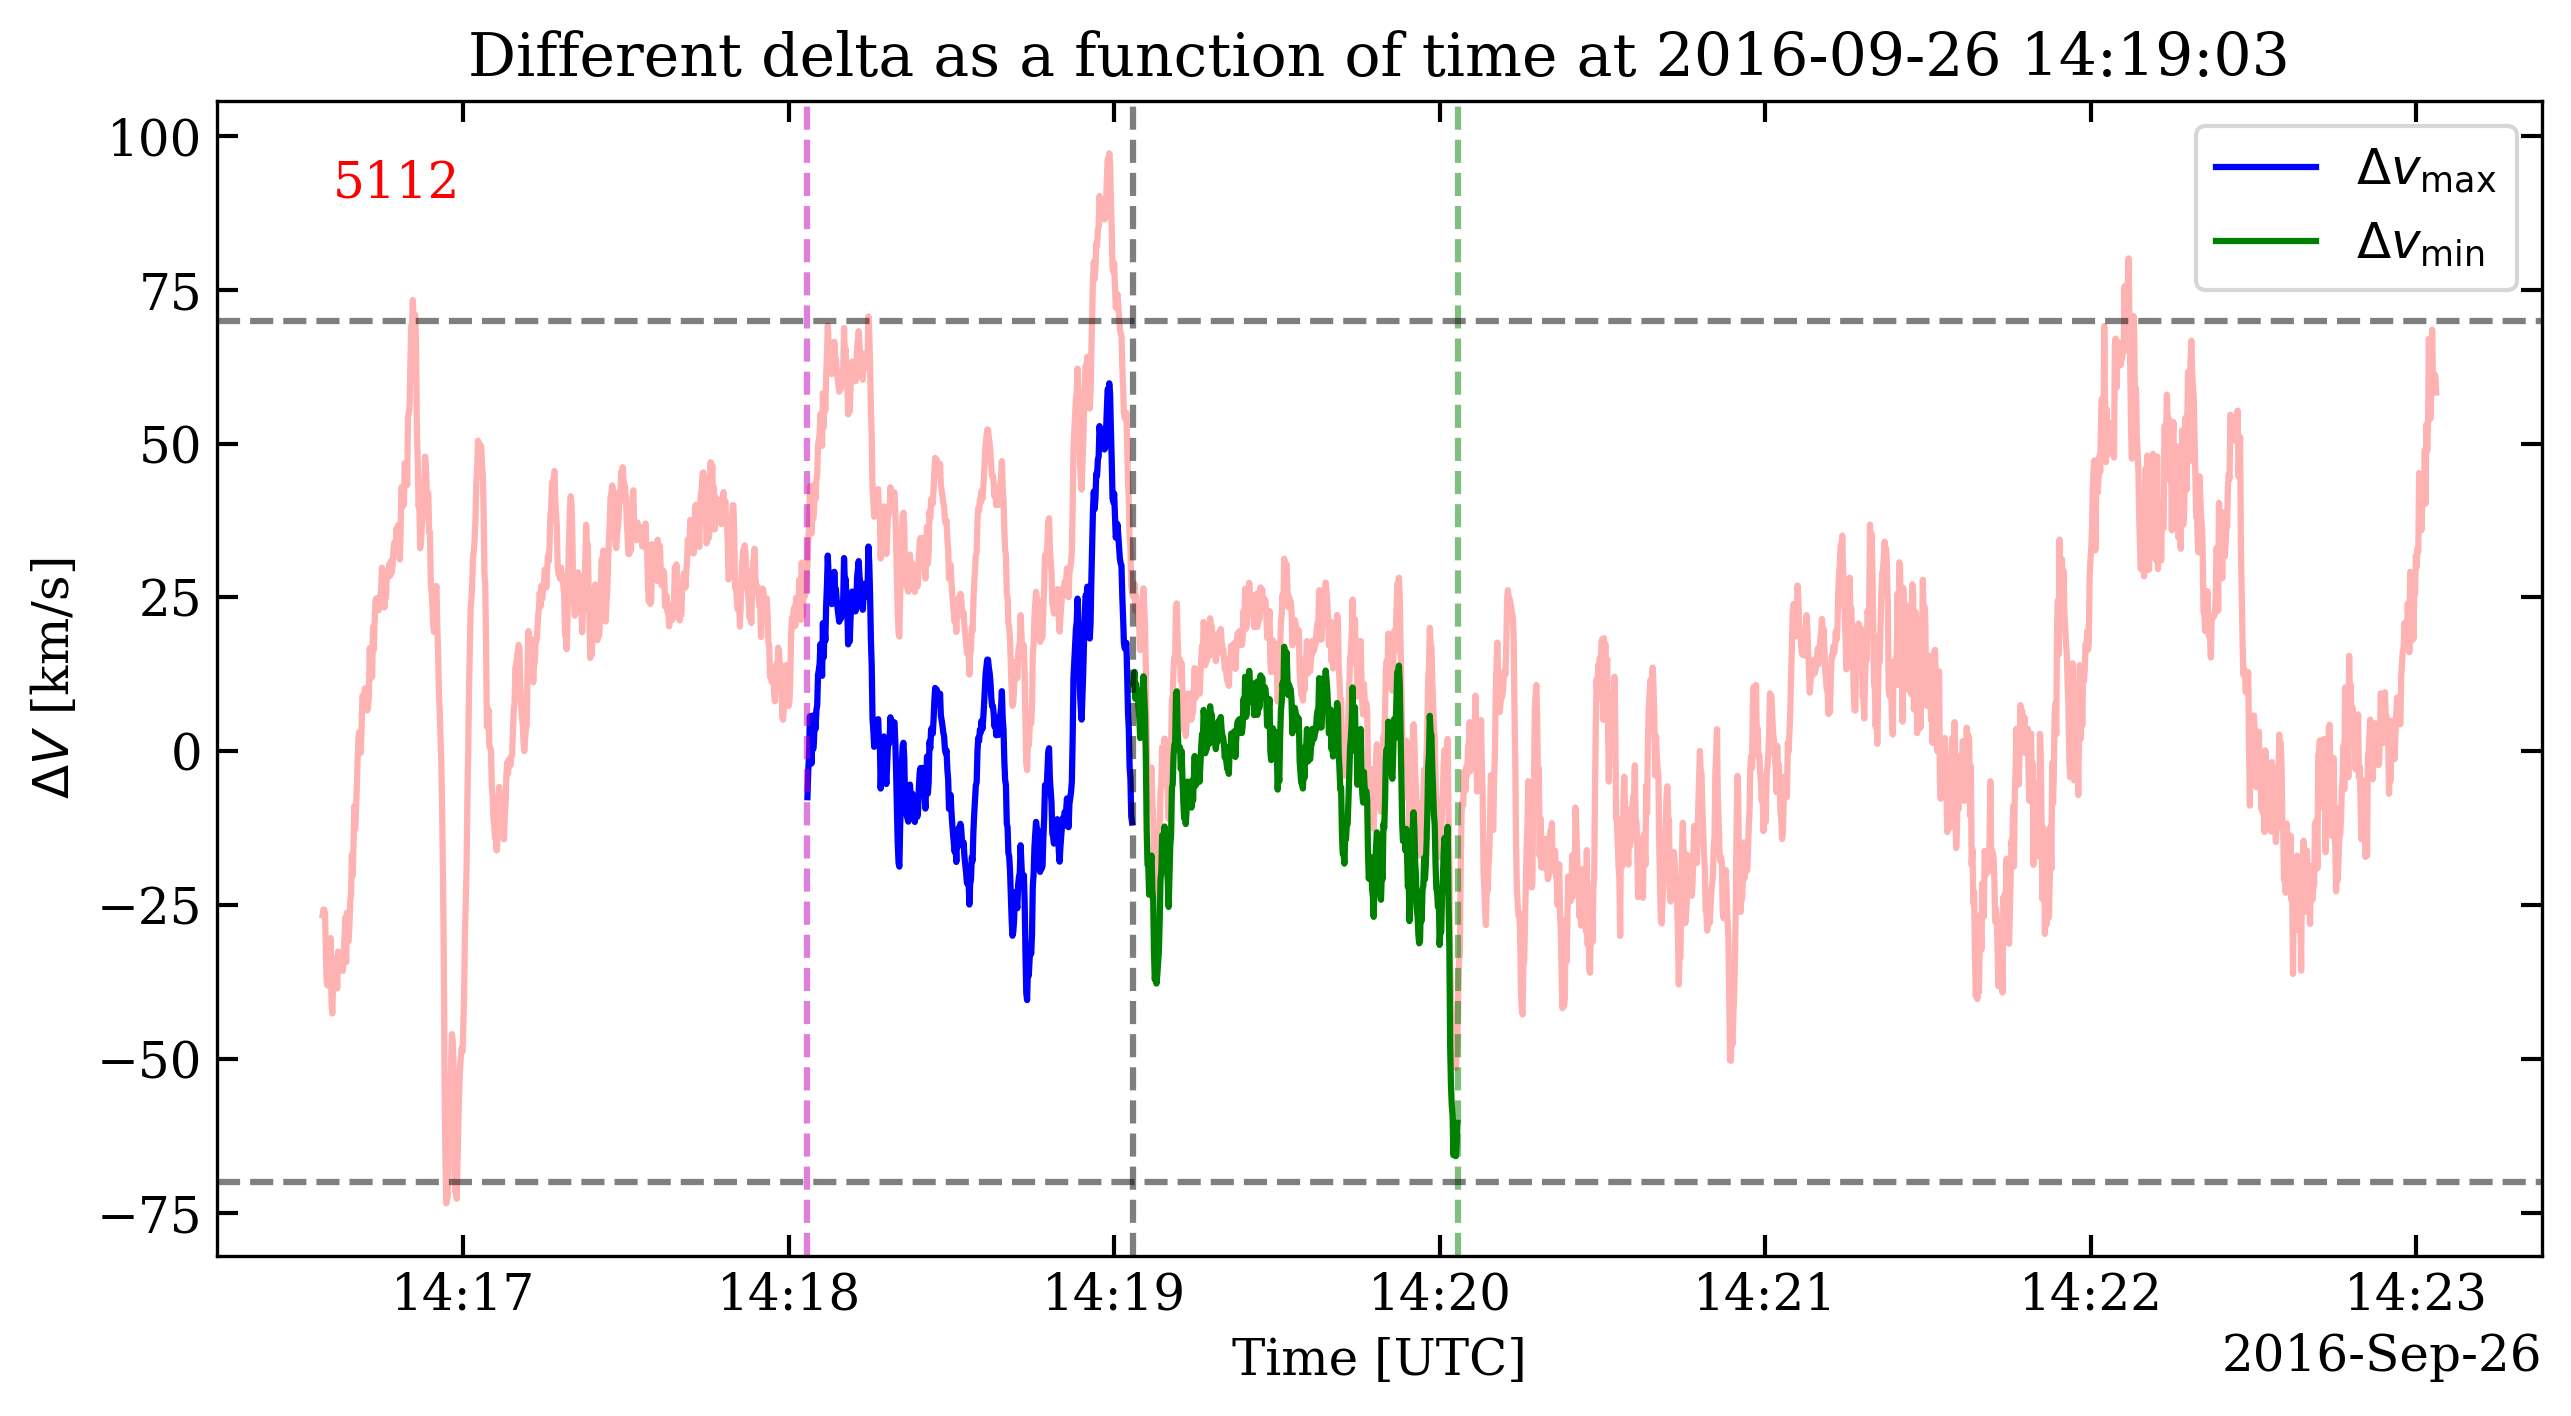 Different delta as a function of time at 2016-09-26 14:19:03
5112
Δv_max
Δv_min
ΔV [km/s]
100
75
50
25
0
−25
−50
−75
14:17 14:18 14:19 14:20 14:21 14:22 14:23
Time [UTC]
2016-Sep-26